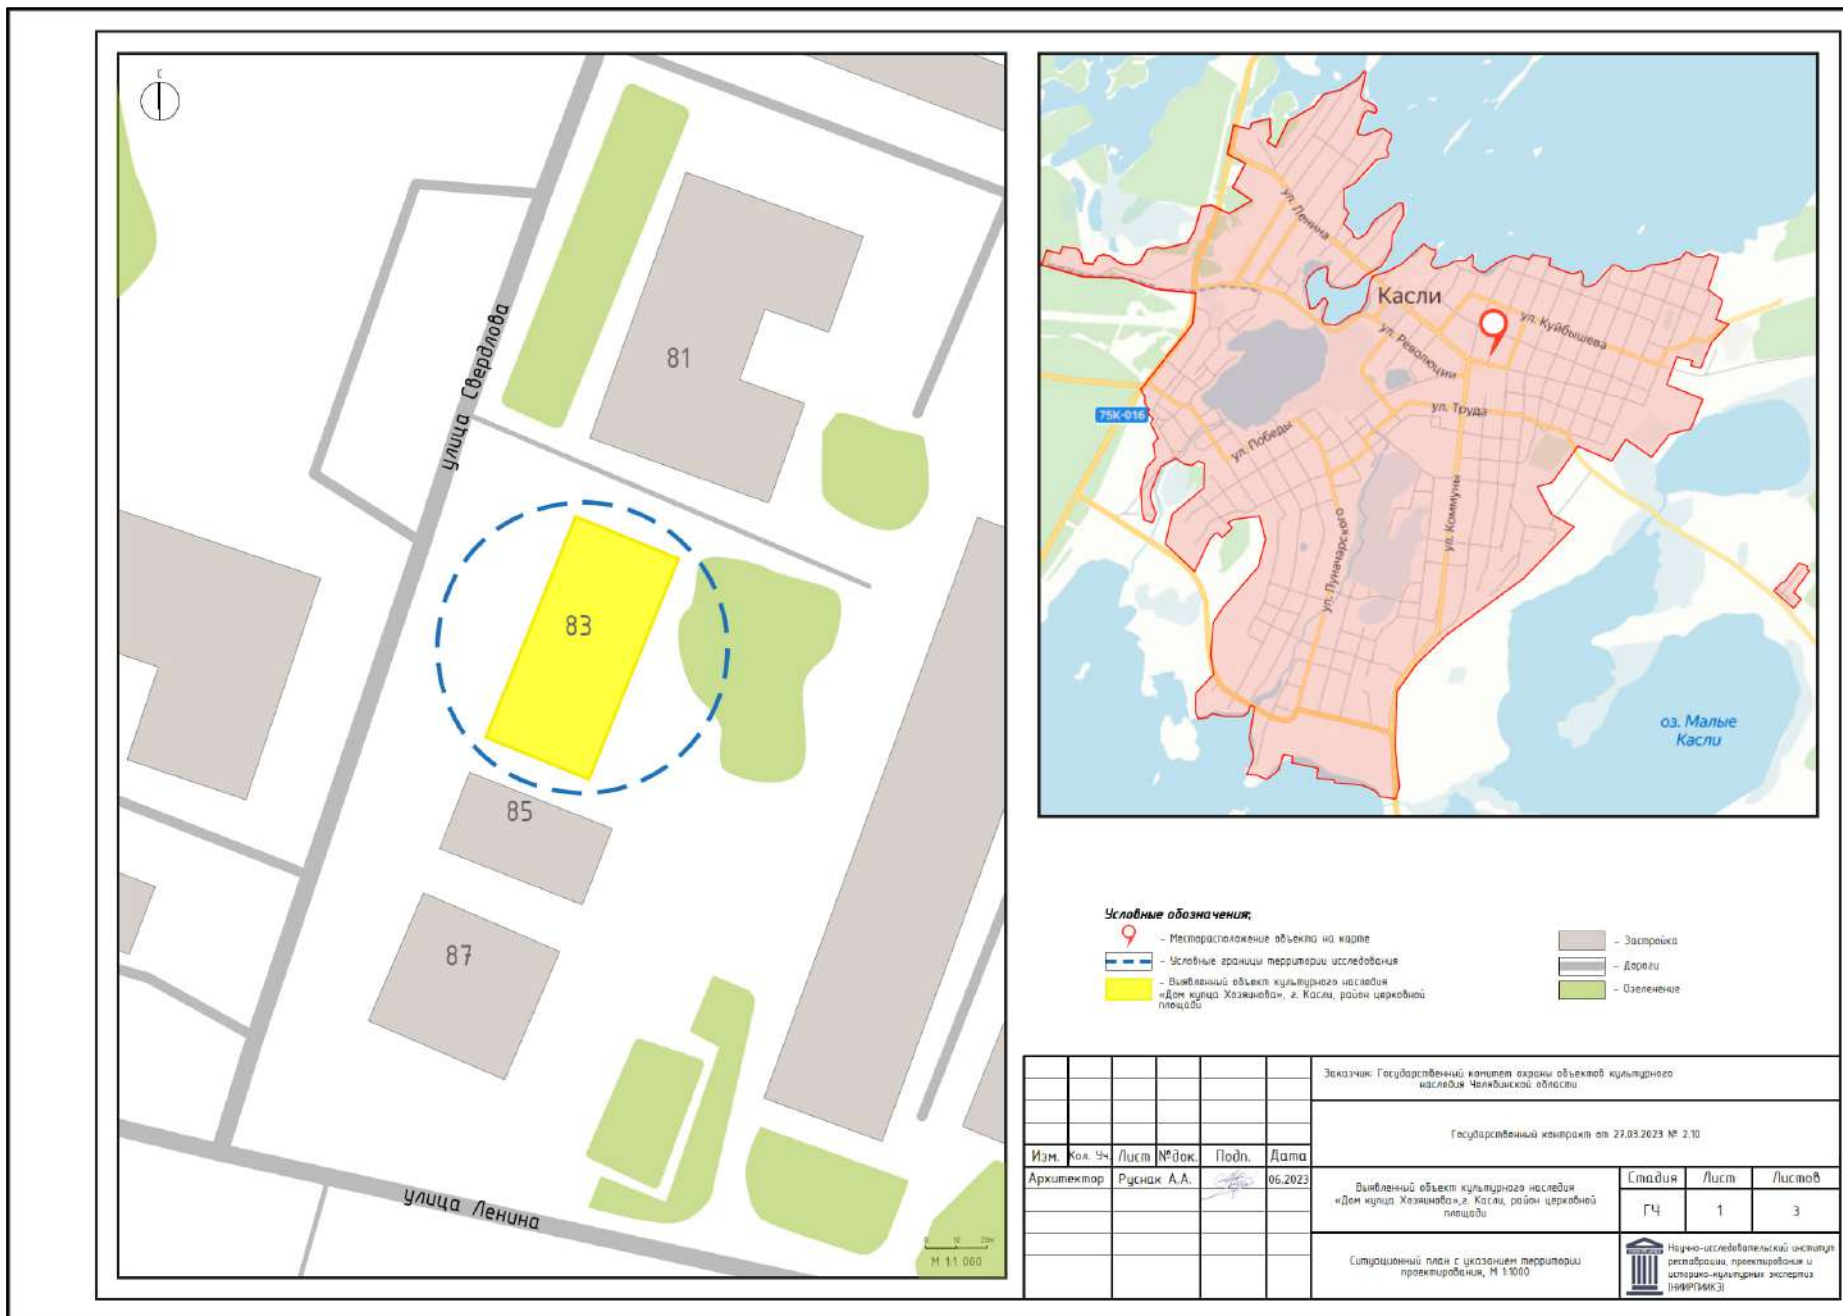 С
улица Свердлова
81
83
85
87
улица Ленина
0 10 20м
М 1:1 000
ул. Ленина
Касли
ул. Куйбышева
ул. Революции
75К-016
ул. Труда
ул. Победы
ул. Коммуны
ул. Луначарского
оз. Малые
Касли
Условные обозначения:
- Месторасположение объекта на карте
- Условные границы территории исследования
- Выявленный объект культурного наследия
«Дом купца Хозяинова», г. Касли, район церковной
площади
- Застройка
- Дороги
- Озеленение
Заказчик: Государственный комитет охраны объектов культурного
наследия Челябинской области
Государственный контракт от 27.03.2023 № 2.10
Изм. Кол. Уч. Лист №док. Подп. Дата
Архитектор Руснак А.А. 06.2023
Выявленный объект культурного наследия
«Дом купца Хозяинова», г. Касли, район церковной
площади
Стадия Лист Листов
ГЧ 1 3
Ситуационный план с указанием территории
проектирования, М 1:1000
Научно-исследовательский институт
реставрации, проектирования и
историко-культурных экспертиз
(НИИРПИИКЭ)